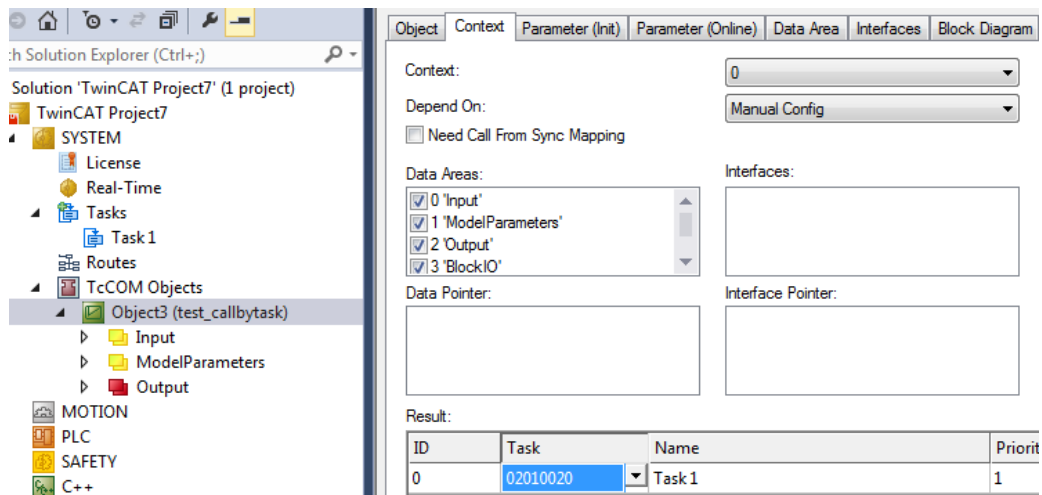 Object Context Parameter (Init) Parameter (Online) Data Area Interfaces Block Diagram
h Solution Explorer (Ctrl+;)
Solution 'TwinCAT Project7' (1 project)
TwinCAT Project7
SYSTEM
License
Real-Time
Tasks
Task 1
Routes
TcCOM Objects
Object3 (test_callbytask)
Input
ModelParameters
Output
MOTION
PLC
SAFETY
C++
Context:
0
Depend On:
Manual Config
Need Call From Sync Mapping
Data Areas:
0 'Input'
1 'ModelParameters'
2 'Output'
3 'BlockIO'
Interfaces:
Data Pointer:
Interface Pointer:
Result:
ID Task Name Priorit
0 02010020 Task 1 1